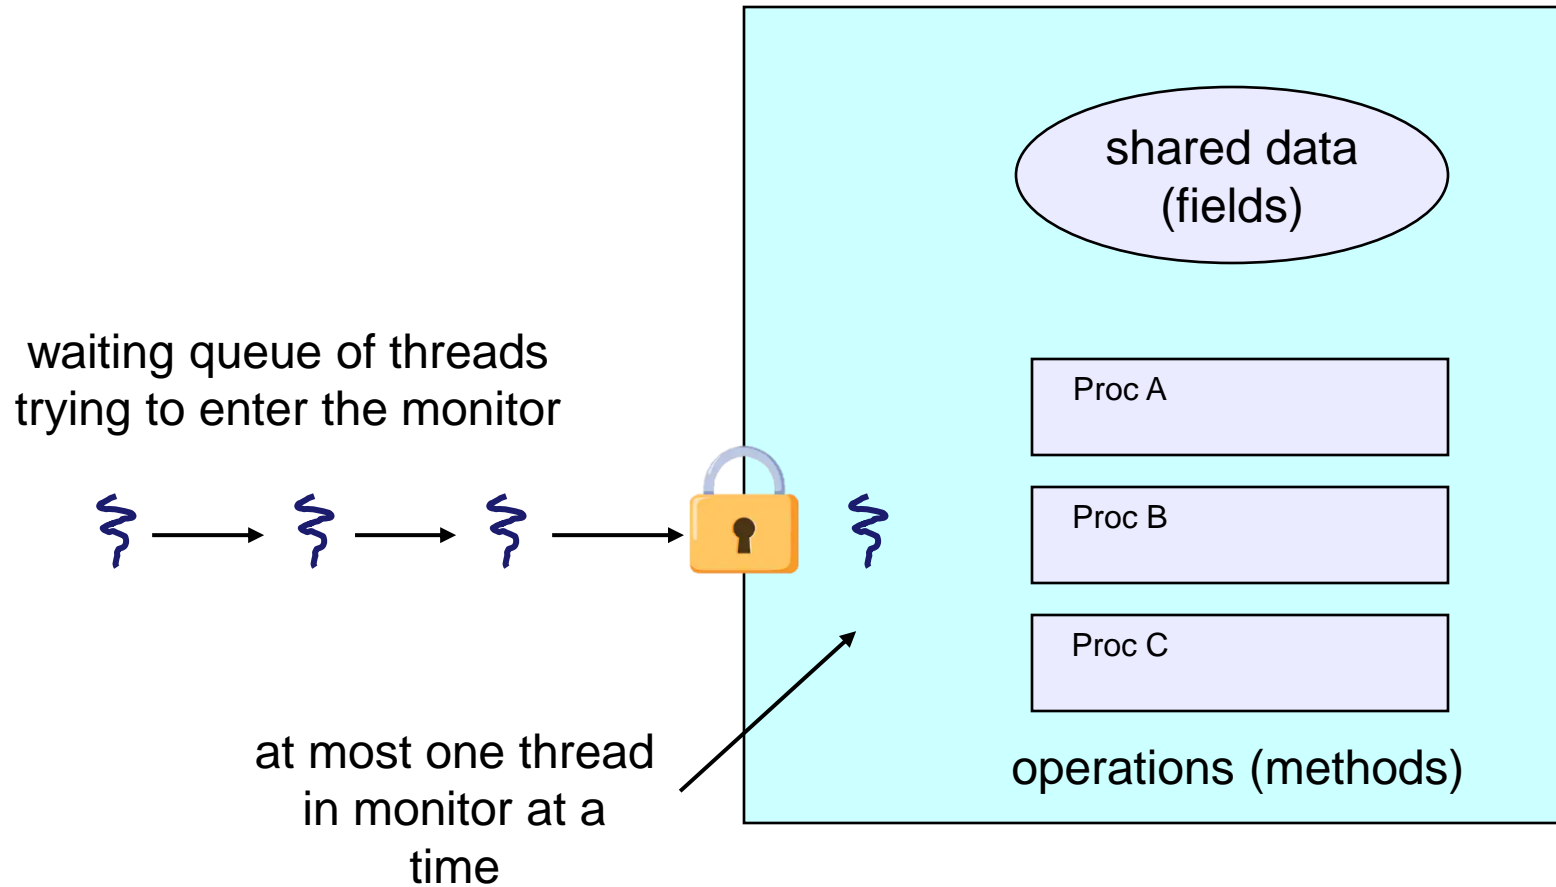 shared data
(fields)
waiting queue of threads
trying to enter the monitor
Proc A
Proc B
Proc C
at most one thread
in monitor at a
time
operations (methods)